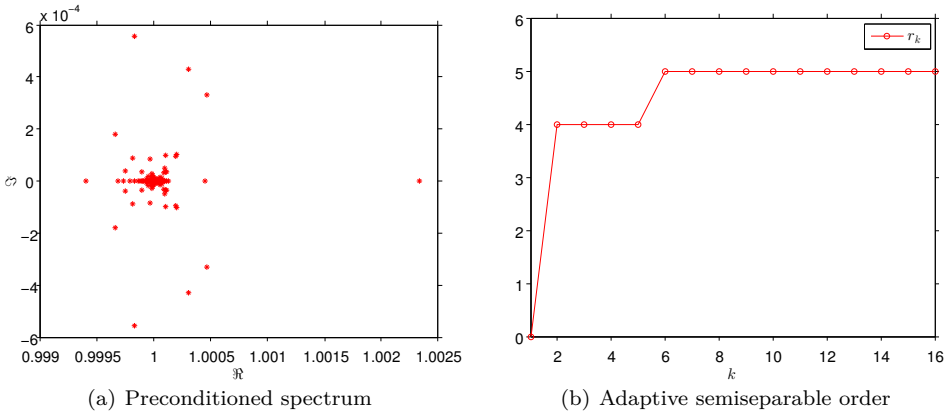 x 10⁻⁴
6
4
2
0
−2
−4
−6
ℑ
0.999 0.9995 1 1.0005 1.001 1.0015 1.002 1.0025
ℜ
(a) Preconditioned spectrum
6
5
4
3
2
1
0
r_k
2 4 6 8 10 12 14 16
k
(b) Adaptive semiseparable order